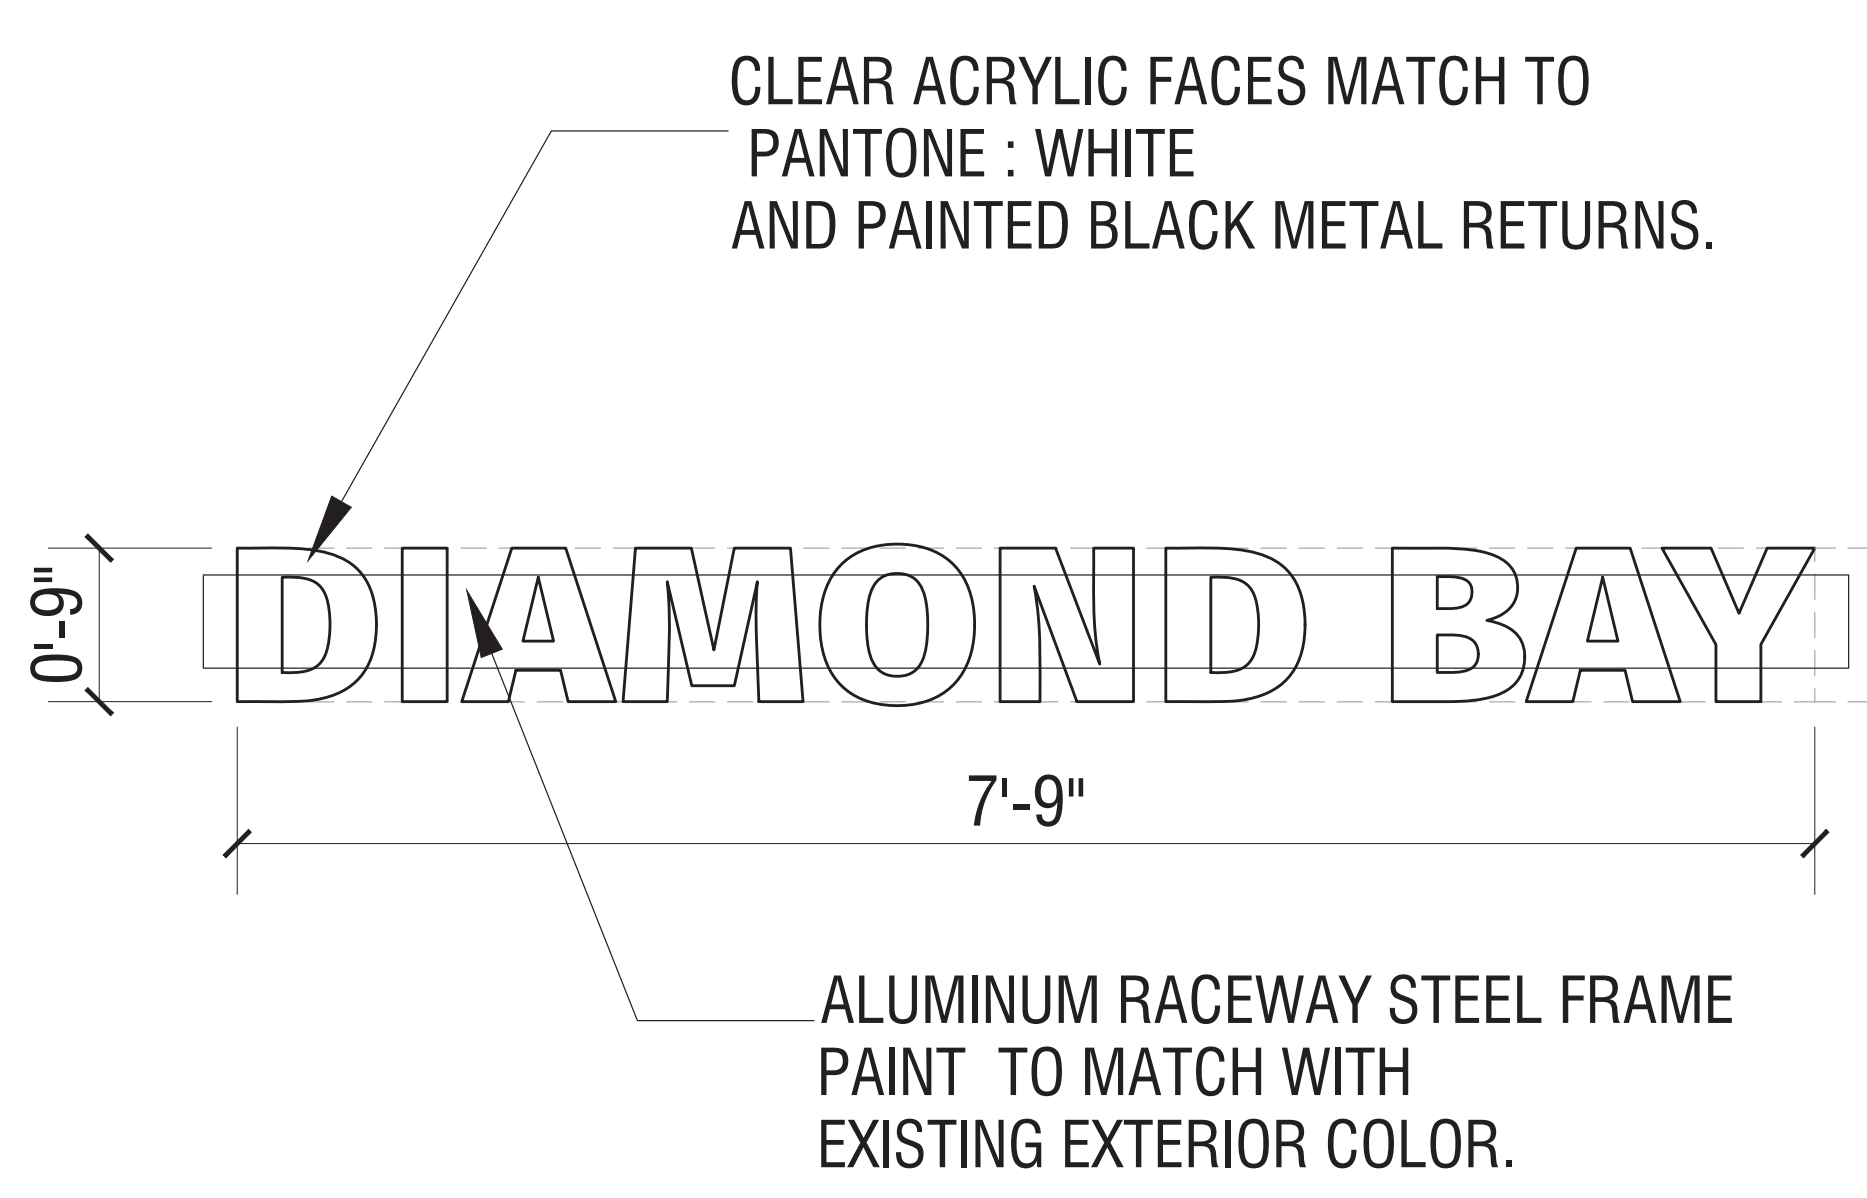 CLEAR ACRYLIC FACES MATCH TO
PANTONE : WHITE
AND PAINTED BLACK METAL RETURNS.
0'-9"
DIAMOND BAY
7'-9"
ALUMINUM RACEWAY STEEL FRAME
PAINT TO MATCH WITH
EXISTING EXTERIOR COLOR.